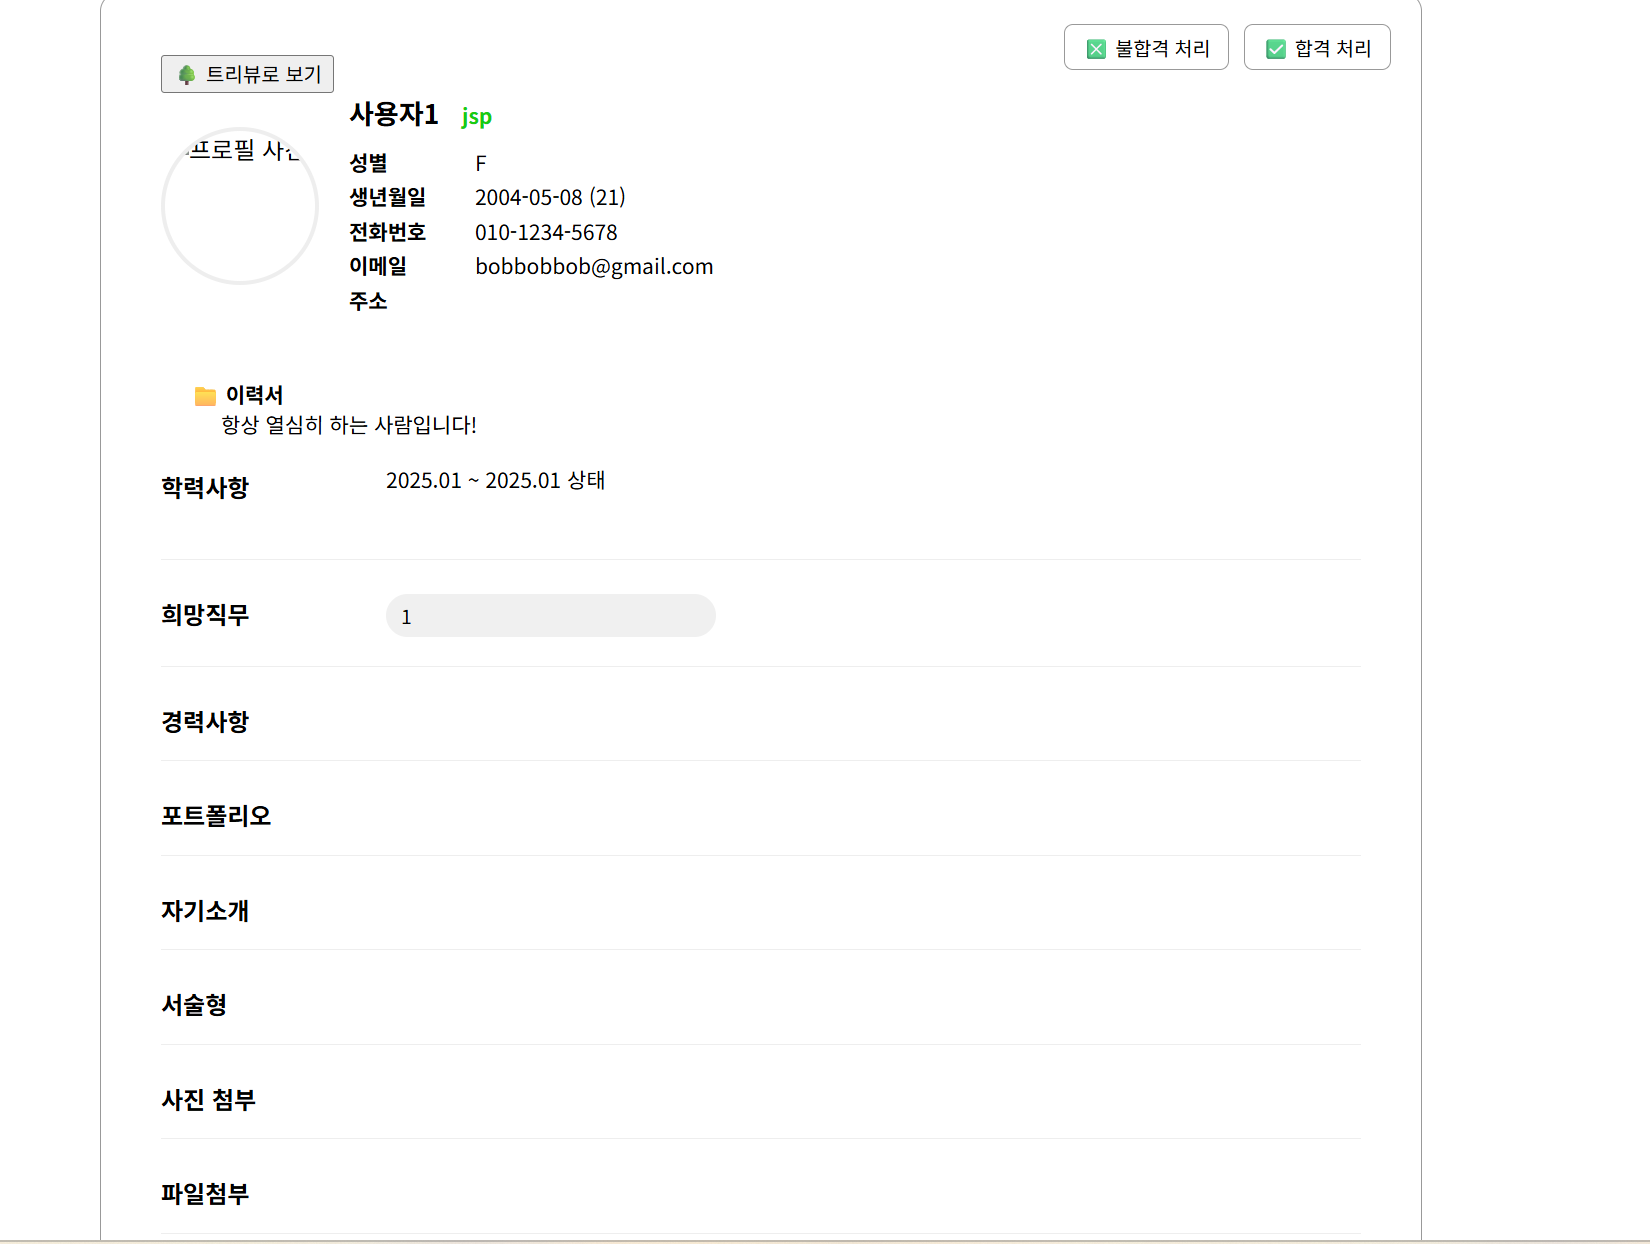 불합격 처리
합격 처리
트리뷰로 보기
사용자1 jsp
프로필 사진
성별 F
생년월일 2004-05-08 (21)
전화번호 010-1234-5678
이메일 bobbobbob@gmail.com
주소
이력서
항상 열심히 하는 사람입니다!
학력사항 2025.01 ~ 2025.01 상태
희망직무 1
경력사항
포트폴리오
자기소개
서술형
사진 첨부
파일첨부